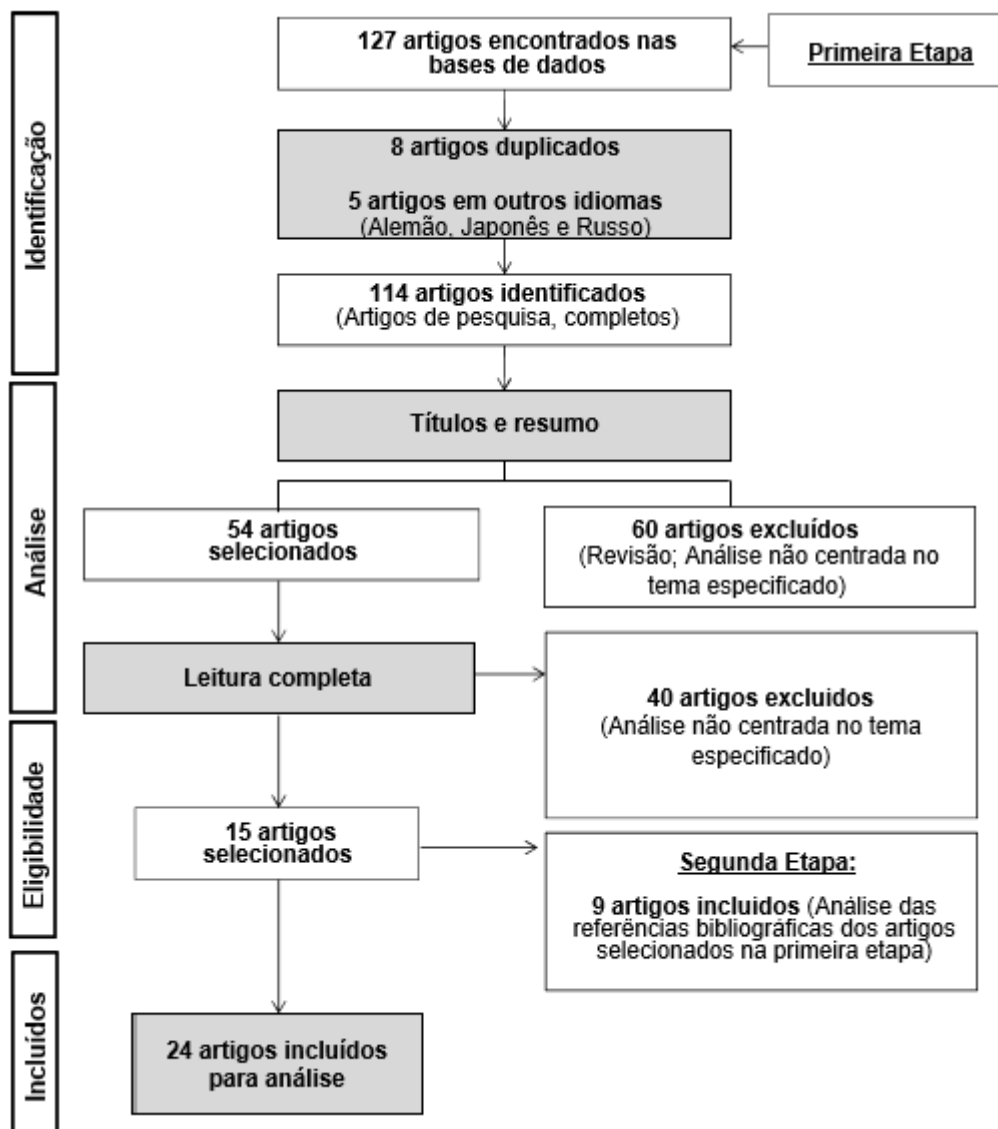 127 artigos encontrados nas
bases de dados
Primeira Etapa
Identificação
8 artigos duplicados
5 artigos em outros idiomas
(Alemão, Japonês e Russo)
114 artigos identificados
(Artigos de pesquisa, completos)
Análise
Títulos e resumo
54 artigos
selecionados
60 artigos excluídos
(Revisão; Análise não centrada no
tema especificado)
Leitura completa
40 artigos excluidos
(Análise não centrada no tema
especificado)
Eligibilidade
15 artigos
selecionados
Segunda Etapa:
9 artigos incluidos (Análise das
referências bibliográficas dos artigos
selecionados na primeira etapa)
Incluídos
24 artigos incluídos
para análise